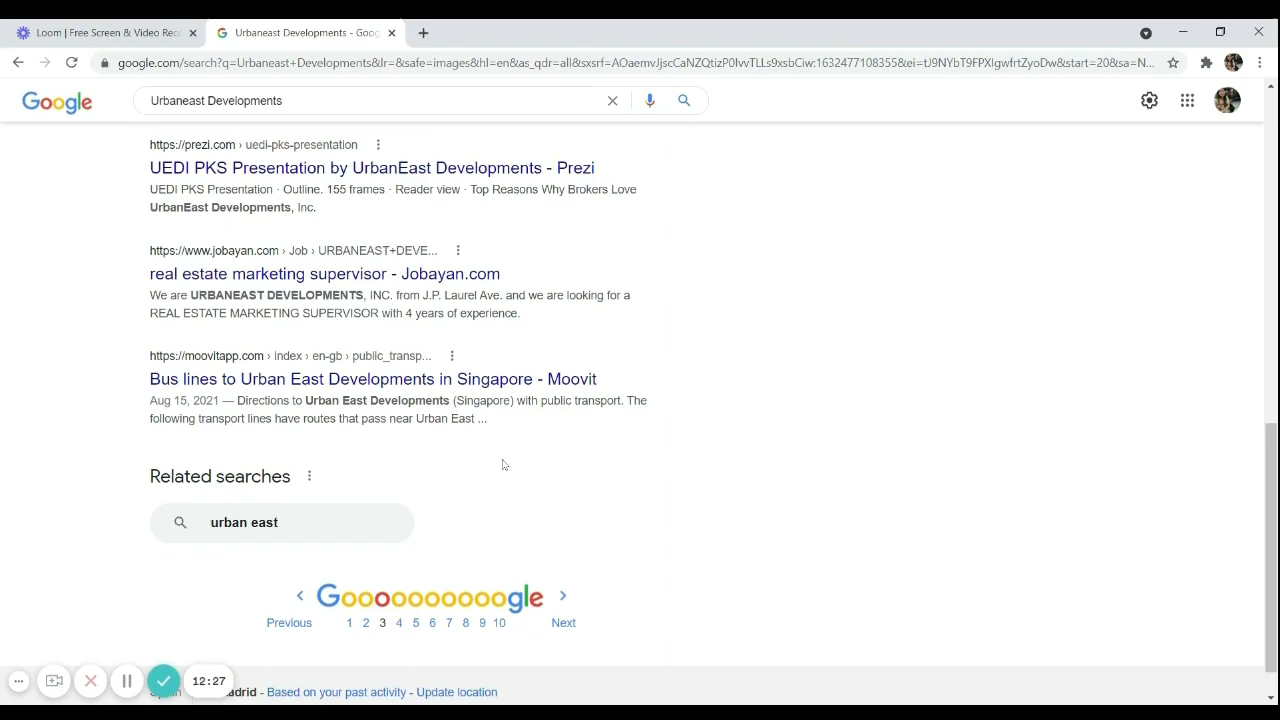 Loom | Free Screen & Video Rec
Urbaneast Developments - Goog
google.com/search?q=Urbaneast+Developments&lr=&safe=images&hl=en&as_qdr=all&sxsrf=AOaemvJjscCaNZQtizP0lvvTLLs9xsbCiw:1632477108355&ei=tJ9NYbT9FPXIgwfrtZyoDw&start=20&sa=N...
Google
Urbaneast Developments
https://prezi.com › uedi-pks-presentation
UEDI PKS Presentation by UrbanEast Developments - Prezi
UEDI PKS Presentation · Outline. 155 frames · Reader view · Top Reasons Why Brokers Love
UrbanEast Developments, Inc.
https://www.jobayan.com › Job › URBANEAST+DEVE...
real estate marketing supervisor - Jobayan.com
We are URBANEAST DEVELOPMENTS, INC. from J.P. Laurel Ave. and we are looking for a
REAL ESTATE MARKETING SUPERVISOR with 4 years of experience.
https://moovitapp.com › index › en-gb › public_transp...
Bus lines to Urban East Developments in Singapore - Moovit
Aug 15, 2021 — Directions to Urban East Developments (Singapore) with public transport. The
following transport lines have routes that pass near Urban East ...
Related searches
urban east
Goooooooooogle
Previous 1 2 3 4 5 6 7 8 9 10 Next
12:27
adrid - Based on your past activity - Update location